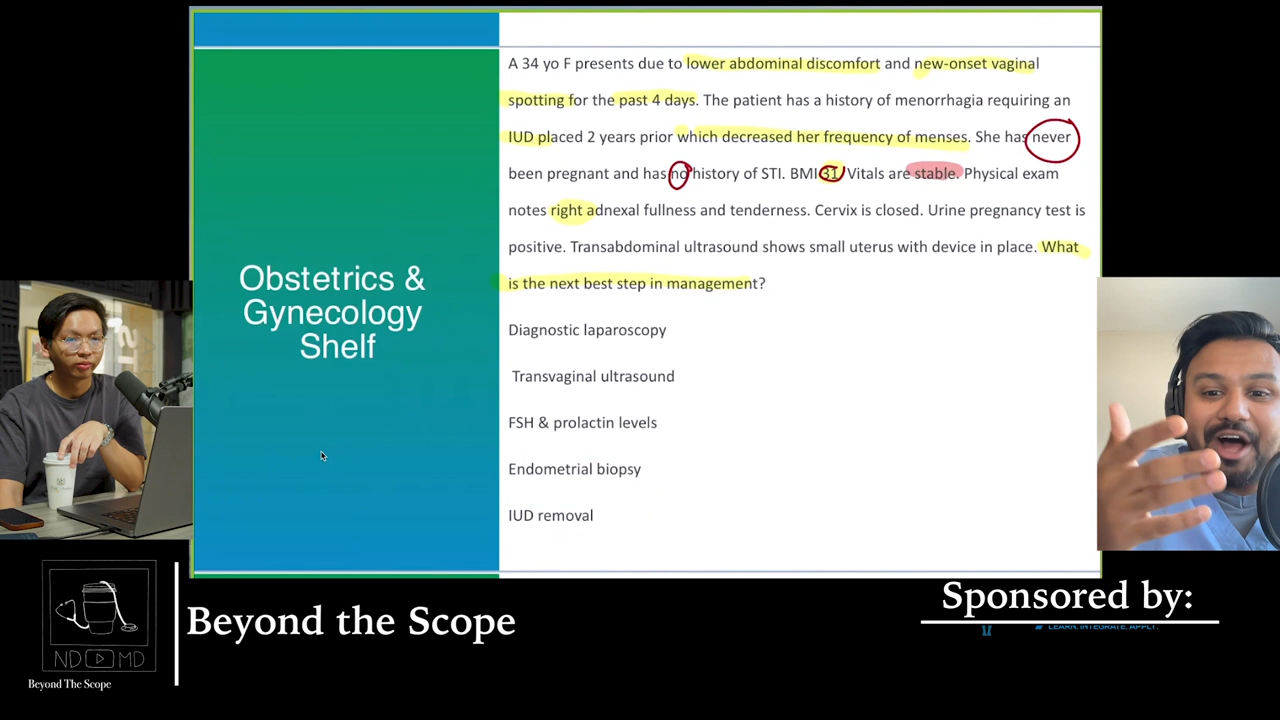 Obstetrics &
Gynecology
Shelf
A 34 yo F presents due to lower abdominal discomfort and new-onset vaginal
spotting for the past 4 days. The patient has a history of menorrhagia requiring an
IUD placed 2 years prior which decreased her frequency of menses. She has never
been pregnant and has no history of STI. BMI 31. Vitals are stable. Physical exam
notes right adnexal fullness and tenderness. Cervix is closed. Urine pregnancy test is
positive. Transabdominal ultrasound shows small uterus with device in place. What
is the next best step in management?
Diagnostic laparoscopy
Transvaginal ultrasound
FSH & prolactin levels
Endometrial biopsy
IUD removal
ND MD
Beyond The Scope
Beyond the Scope
Sponsored by:
LEARN. INTEGRATE. APPLY.